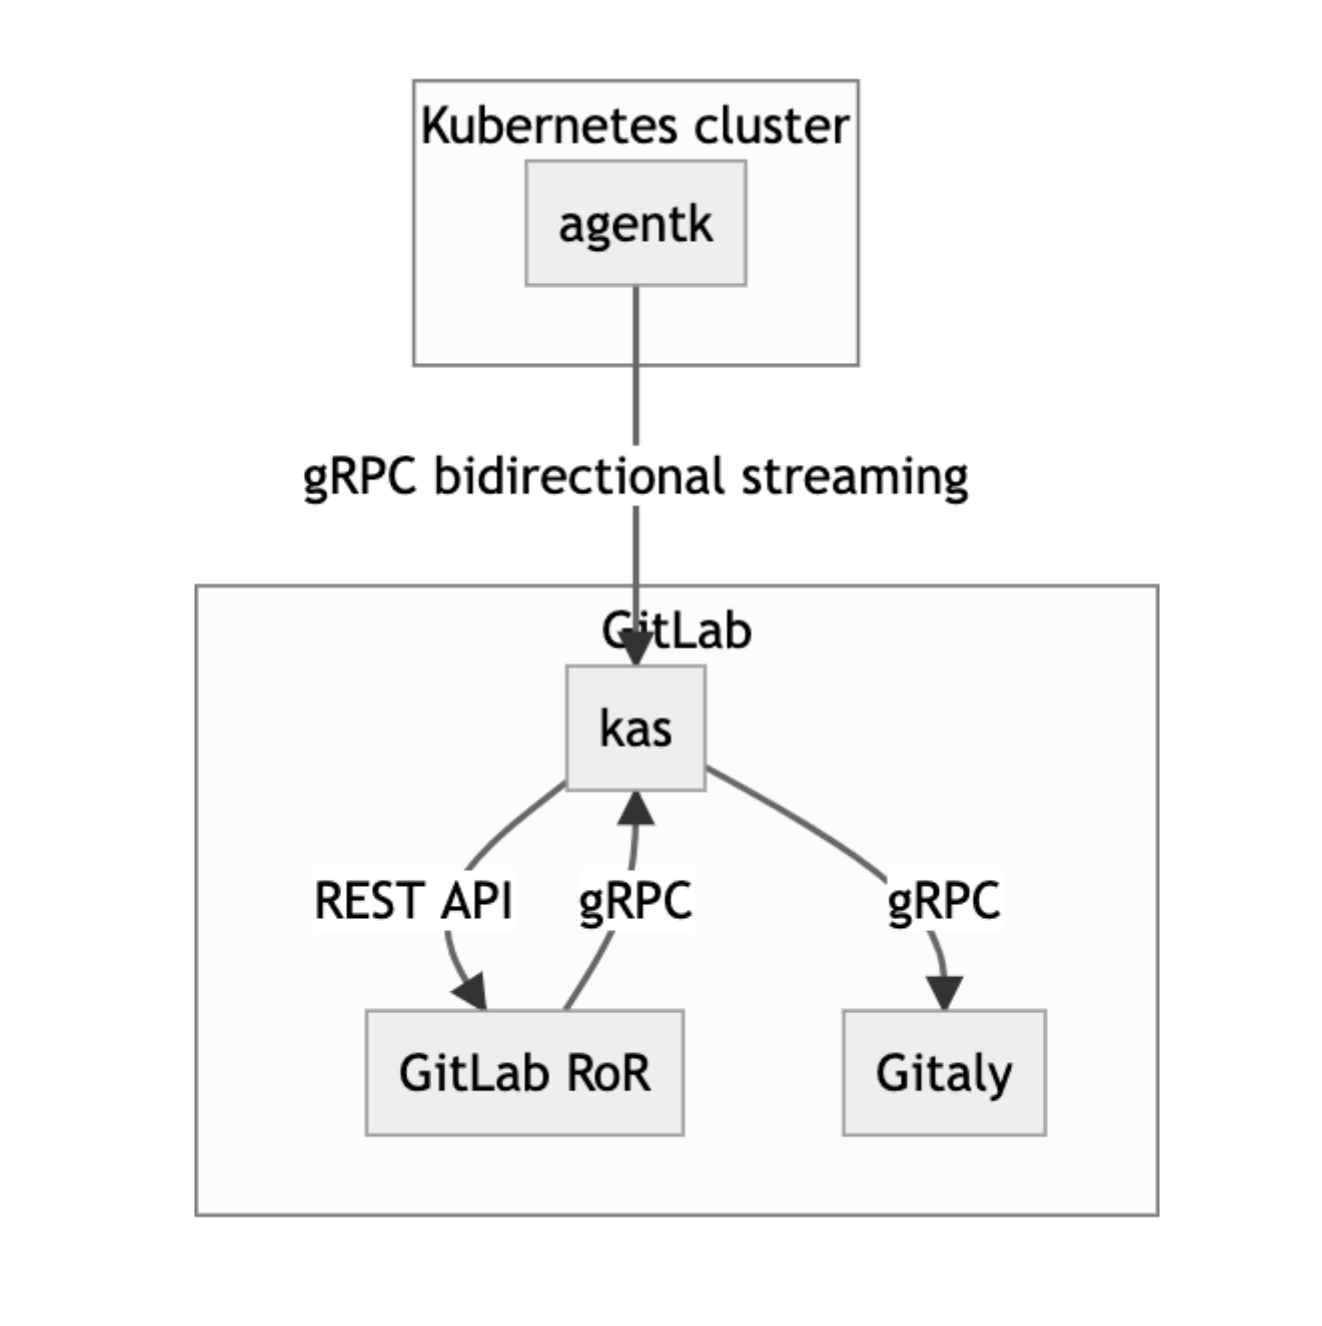 Kubernetes cluster
agentk
gRPC bidirectional streaming
GitLab
kas
REST API
gRPC
gRPC
GitLab RoR
Gitaly